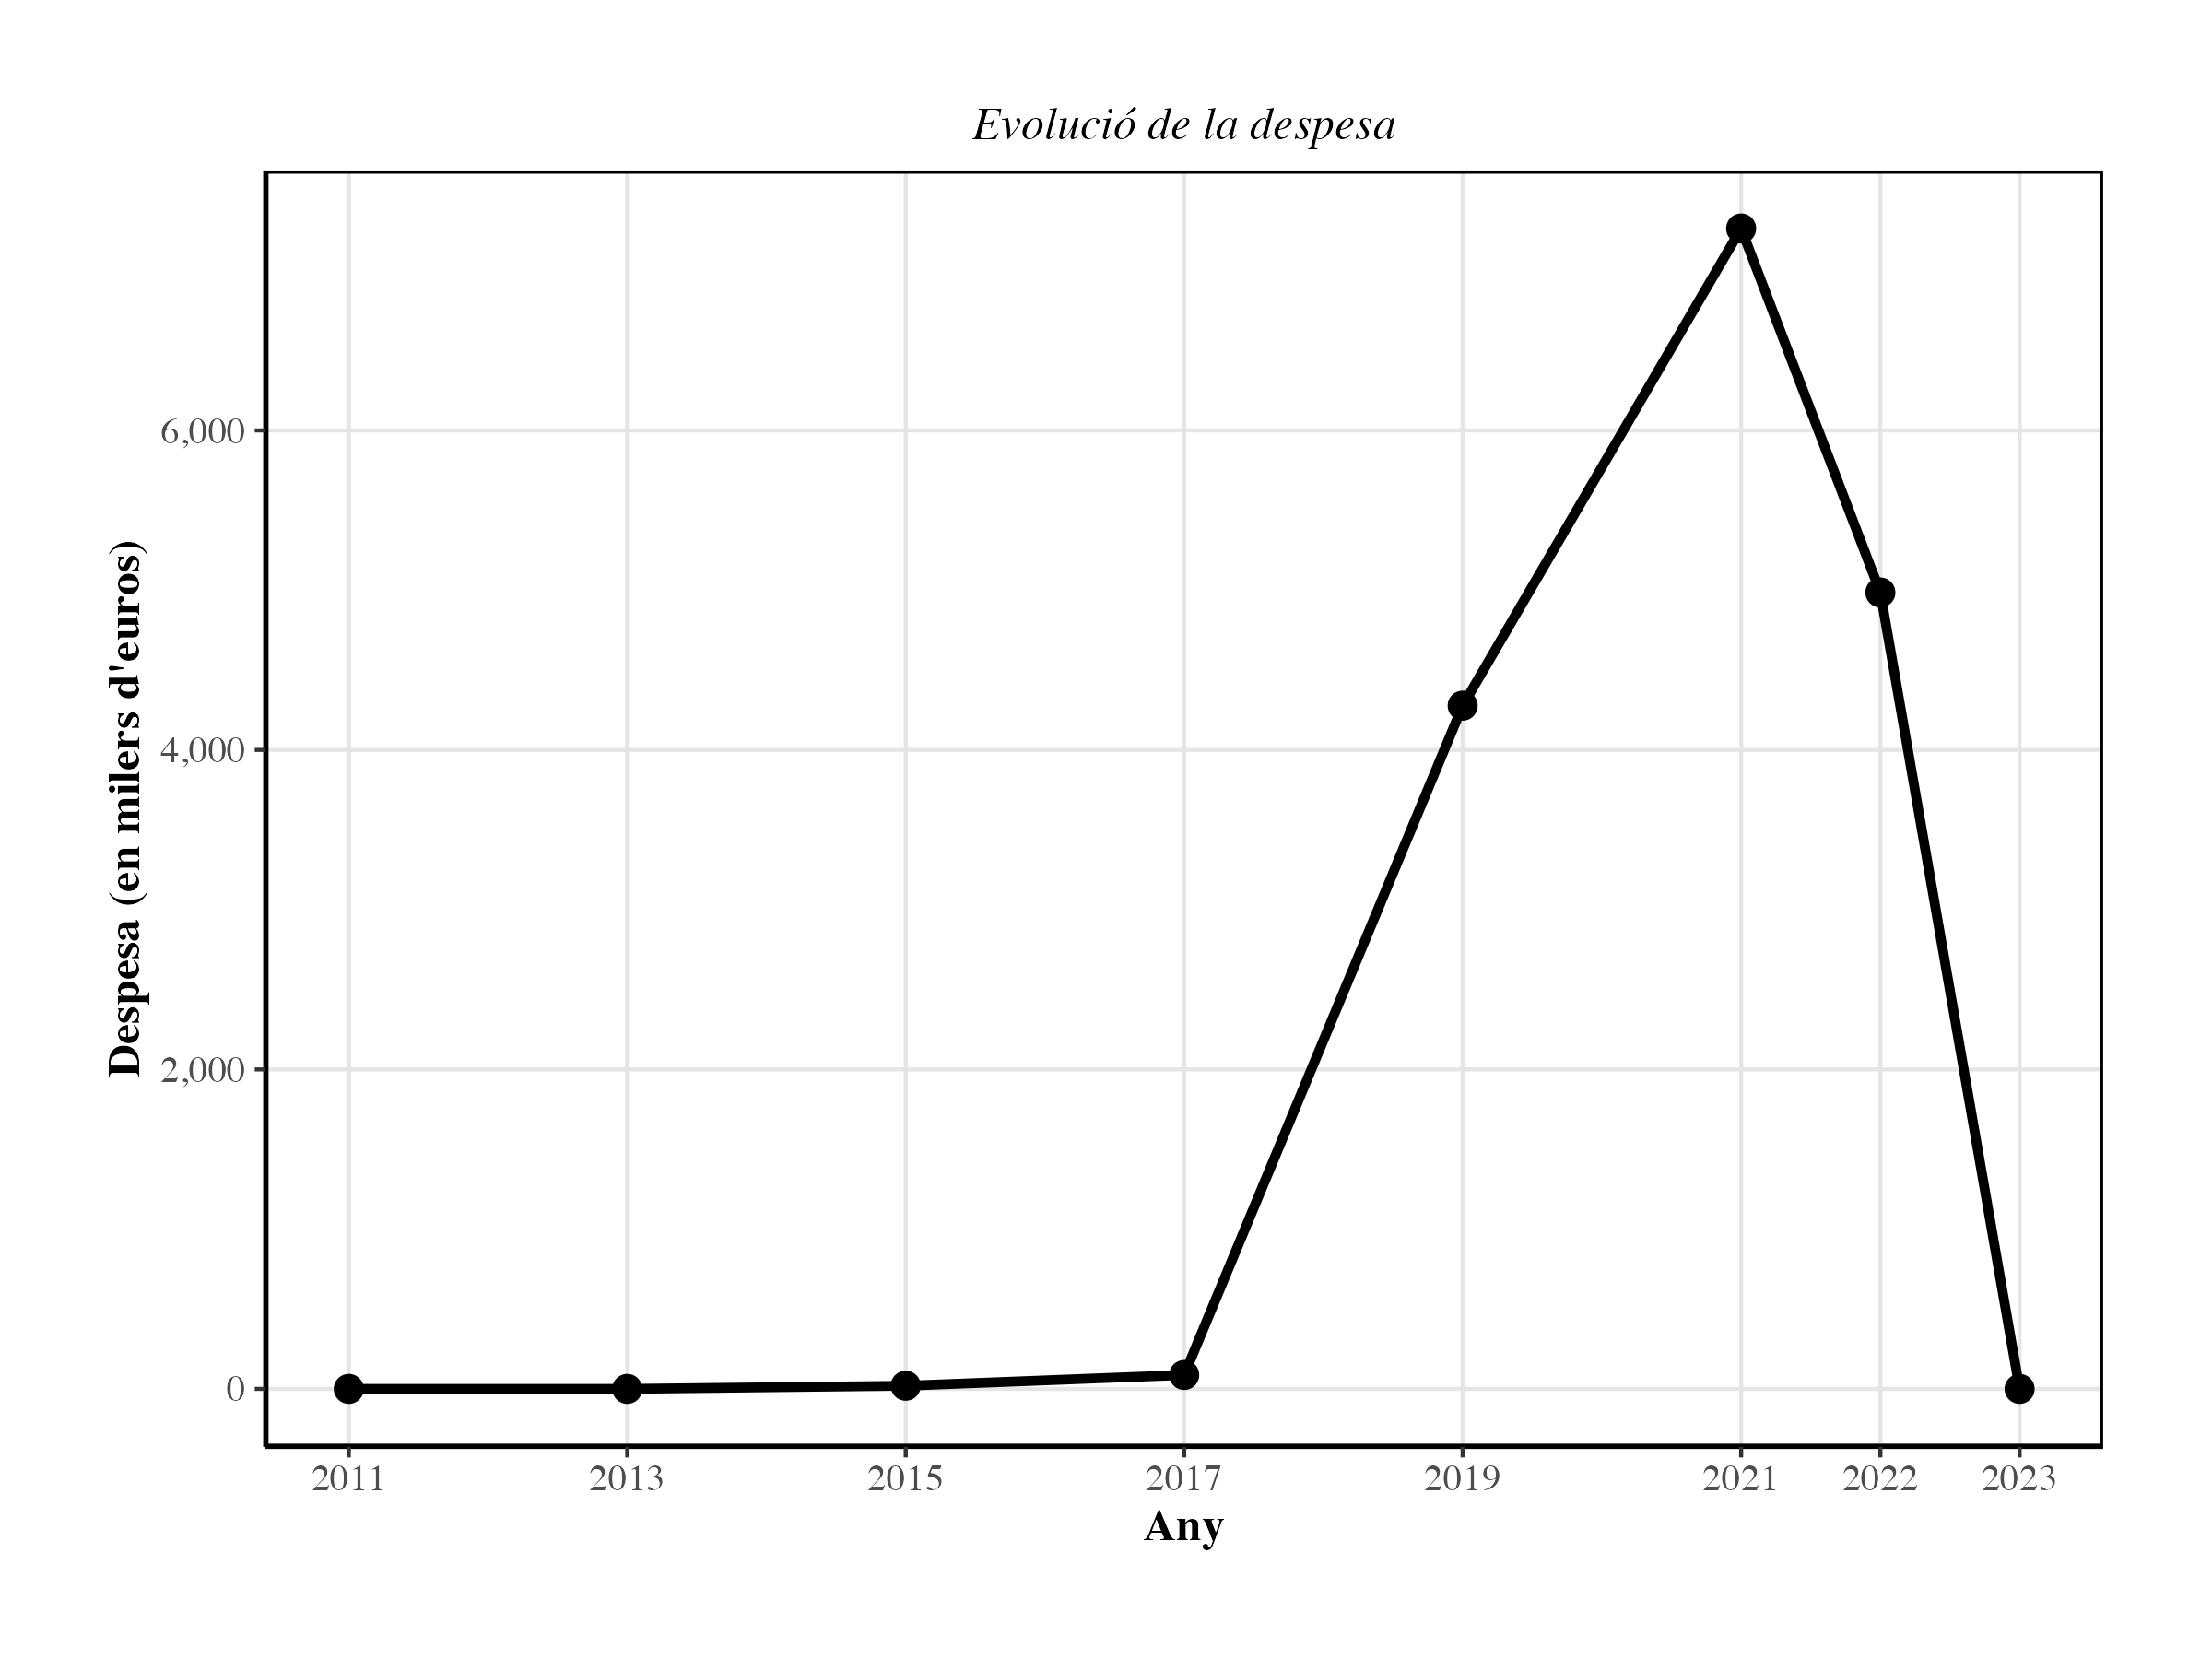 Evolució de la despesa
Despesa (en milers d'euros)
6,000
4,000
2,000
0
2011 2013 2015 2017 2019 2021 2022 2023
Any